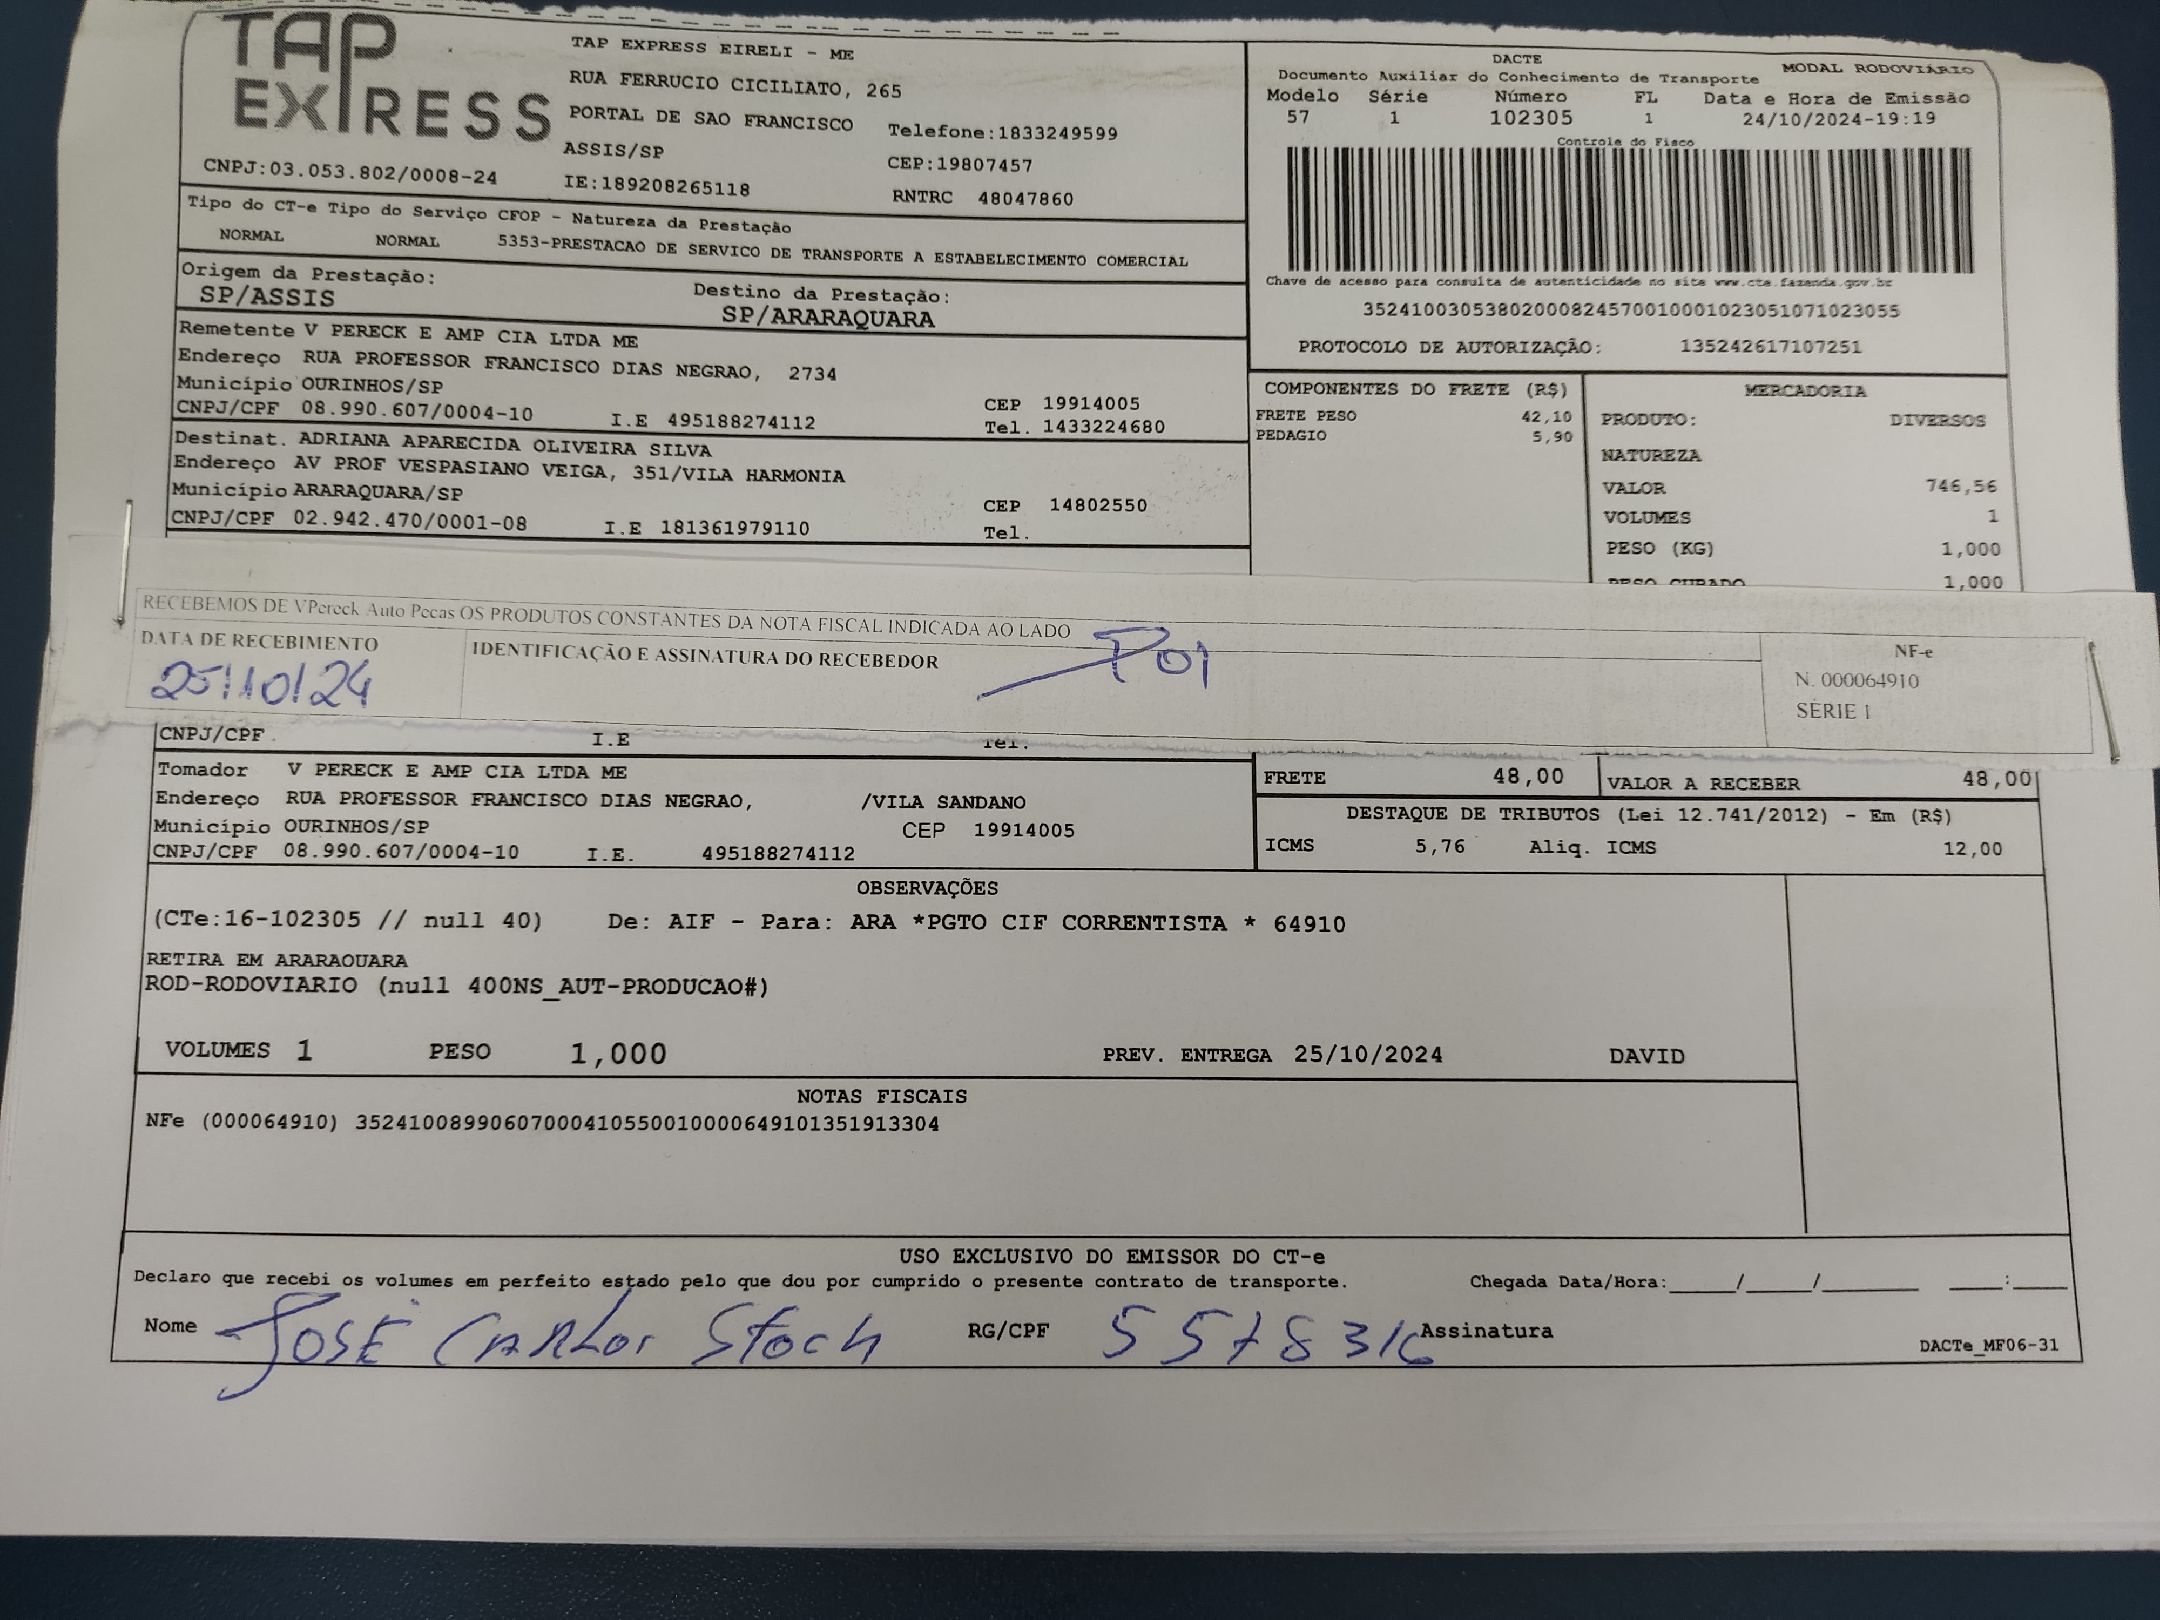 TAP
EXPRESS
CNPJ:03.053.802/0008-24
TAP EXPRESS EIRELI - ME
RUA FERRUCIO CICILIATO, 265
PORTAL DE SAO FRANCISCO
Telefone:1833249599
ASSIS/SP
CEP:19807457
IE:189208265118
RNTRC 48047860
DACTE
MODAL RODOVIÁRIO
Documento Auxiliar do Conhecimento de Transporte
Modelo Série Número FL Data e Hora de Emissão
57 1 102305 1 24/10/2024-19:19
Controle do Fisco
Chave de acesso para consulta de autenticidade no site www.cte.fazenda.gov.br
35241003053802000824570010001023051071023055
PROTOCOLO DE AUTORIZAÇÃO: 135242617107251
Tipo do CT-e Tipo do Serviço CFOP - Natureza da Prestação
NORMAL NORMAL 5353-PRESTACAO DE SERVICO DE TRANSPORTE A ESTABELECIMENTO COMERCIAL
Origem da Prestação: Destino da Prestação:
SP/ASSIS SP/ARARAQUARA
Remetente V PERECK E AMP CIA LTDA ME
Endereço RUA PROFESSOR FRANCISCO DIAS NEGRAO, 2734
Município OURINHOS/SP CEP 19914005
CNPJ/CPF 08.990.607/0004-10 I.E 495188274112 Tel. 1433224680
Destinat. ADRIANA APARECIDA OLIVEIRA SILVA
Endereço AV PROF VESPASIANO VEIGA, 351/VILA HARMONIA
Município ARARAQUARA/SP CEP 14802550
CNPJ/CPF 02.942.470/0001-08 I.E 181361979110 Tel.
COMPONENTES DO FRETE (R$)
FRETE PESO 42,10
PEDAGIO 5,90
MERCADORIA
PRODUTO: DIVERSOS
NATUREZA
VALOR 746,56
VOLUMES 1
PESO (KG) 1,000
PESO CUBADO 1,000
RECEBEMOS DE VPereck Auto Pecas OS PRODUTOS CONSTANTES DA NOTA FISCAL INDICADA AO LADO
DATA DE RECEBIMENTO IDENTIFICAÇÃO E ASSINATURA DO RECEBEDOR
25/10/24
NF-e
N. 000064910
SÉRIE 1
CNPJ/CPF I.E Tel.
Tomador V PERECK E AMP CIA LTDA ME
Endereço RUA PROFESSOR FRANCISCO DIAS NEGRAO, /VILA SANDANO
Município OURINHOS/SP CEP 19914005
CNPJ/CPF 08.990.607/0004-10 I.E. 495188274112
FRETE 48,00 VALOR A RECEBER 48,00
DESTAQUE DE TRIBUTOS (Lei 12.741/2012) - Em (R$)
ICMS 5,76 Aliq. ICMS 12,00
OBSERVAÇÕES
(CTe:16-102305 // null 40) De: AIF - Para: ARA *PGTO CIF CORRENTISTA * 64910
RETIRA EM ARARAQUARA
ROD-RODOVIARIO (null 400NS_AUT-PRODUCAO#)
VOLUMES 1 PESO 1,000 PREV. ENTREGA 25/10/2024 DAVID
NOTAS FISCAIS
NFe (000064910) 35241008990607000410550010000649101351913304
USO EXCLUSIVO DO EMISSOR DO CT-e
Declaro que recebi os volumes em perfeito estado pelo que dou por cumprido o presente contrato de transporte. Chegada Data/Hora:____/____/______ ___:___
Nome JOSÉ CARLOS Stoch RG/CPF 5578316 Assinatura
DACTe_MF06-31